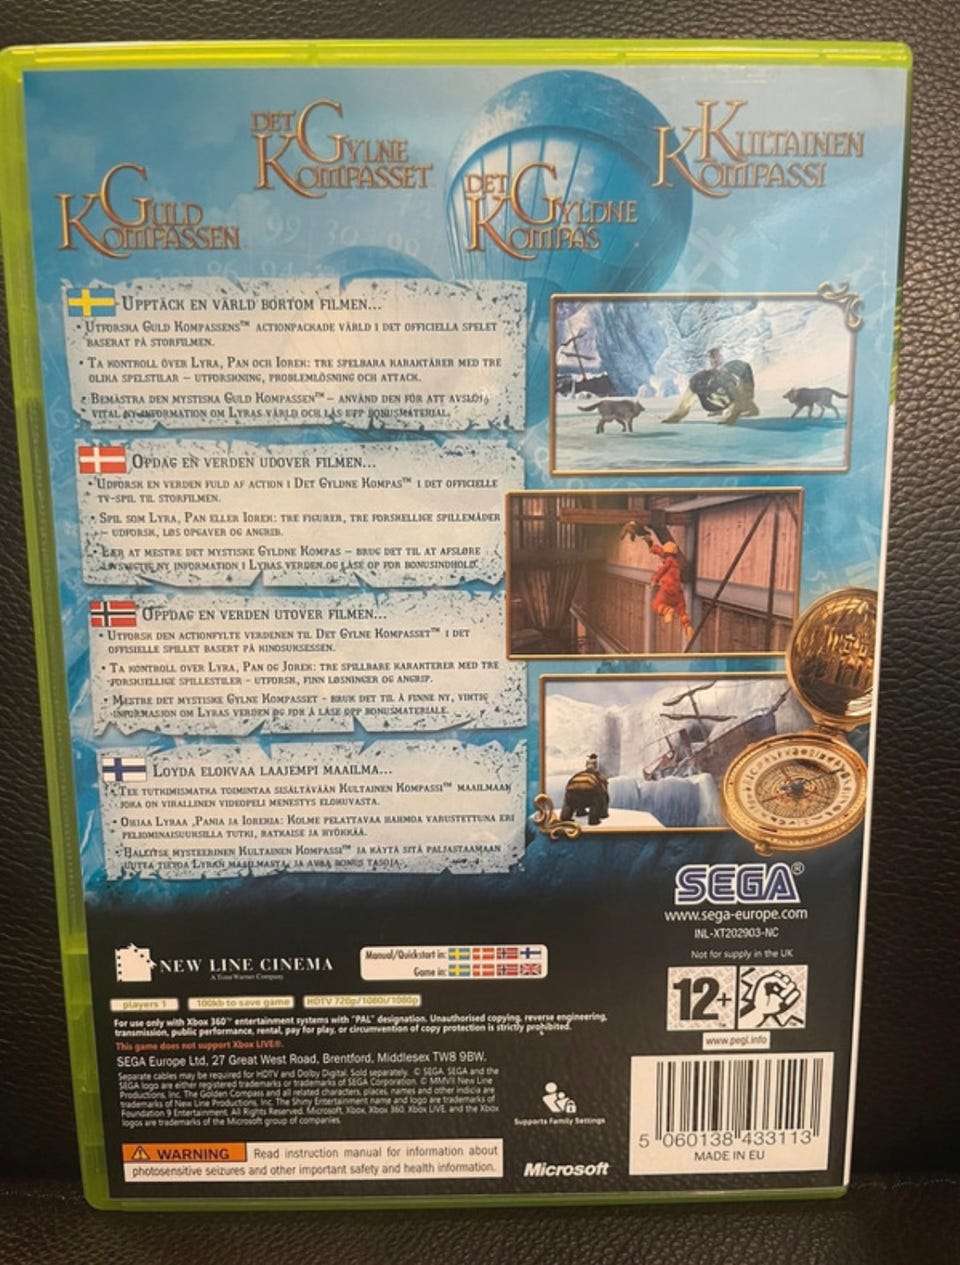 GULD KOMPASSEN
DET GYLNE KOMPASSET
DET GYLDNE KOMPAS
KULTAINEN KOMPASSI
UPPTÄCK EN VÄRLD BORTOM FILMEN...
• UTFORSKA GULD KOMPASSENS™ ACTIONPACKADE VÄRLD I DET OFFICIELLA SPELET
BASERAT PÅ STORFILMEN.
• TA KONTROLL ÖVER LYRA, PAN OCH IOREK: TRE SPELBARA KARAKTÄRER MED TRE
OLIKA SPELSTILAR – UTFORSKNING, PROBLEMLÖSNING OCH ATTACK.
• BEMÄSTRA DEN MYSTISKA GULD KOMPASSEN™ – ANVÄND DEN FÖR ATT AVSLÖJA
VITAL NY INFORMATION OM LYRAS VÄRLD OCH LÅS UPP BONUSMATERIAL.
OPDAG EN VERDEN UDOVER FILMEN...
• UDFORSK EN VERDEN FULD AF ACTION I DET GYLDNE KOMPAS™ I DET OFFICIELLE
TV-SPIL TIL STORFILMEN.
• SPIL SOM LYRA, PAN ELLER IOREK: TRE FIGURER, TRE FORSKELLIGE SPILLEMÅDER
– UDFORSK, LØS OPGAVER OG ANGRIB.
• LÆR AT MESTRE DET MYSTISKE GYLDNE KOMPAS – BRUG DET TIL AT AFSLØRE
LIVSVIGTIG NY INFORMATION I LYRAS VERDEN OG LÅSE OP FOR BONUSINDHOLD.
OPPDAG EN VERDEN UTOVER FILMEN...
• UTFORSK DEN ACTIONFYLTE VERDENEN TIL DET GYLNE KOMPASSET™ I DET
OFFISIELLE SPILLET BASERT PÅ KINOSUKSESSEN.
• TA KONTROLL OVER LYRA, PAN OG JOREK: TRE SPILLBARE KARAKTERER MED TRE
FORSKJELLIGE SPILLESTILER - UTFORSK, FINN LØSNINGER OG ANGRIP.
• MESTRE DET MYSTISKE GYLNE KOMPASSET - BRUK DET TIL Å FINNE NY, VIKTIG
INFORMASJON OM LYRAS VERDEN OG FOR Å LÅSE OPP BONUSMATERIALE.
LÖYDÄ ELOKVAA LAAJEMPI MAAILMA...
• TEE TUTKIMISMATKA TOIMINTAA SISÄLTÄVÄÄN KULTAINEN KOMPASSI™ MAAILMAAN
JOKA ON VIRALLINEN VIDEOPELI MENESTYS ELOKUVASTA.
• OHJAA LYRAA ,PANIA JA IOREKIA: KOLME PELATTAVAA HAHMOA VARUSTETTUNA ERI
PELIOMINAISUUKSILLA TUTKI, RATKAISE JA HYÖKKÄÄ.
• HALLITSE MYSTEERINEN KULTAINEN KOMPASSI™ JA KÄYTÄ SITÄ PALJASTAMAAN
UUTTA TIETOA LYRAN MAAILMASTA, JA AVAA BONUS TASOJA.
SEGA®
www.sega-europe.com
INL-XT202903-NC
Not for supply in the UK
NEW LINE CINEMA
A Time Warner Company
Manual/Quickstart in:
Game in:
12+
www.pegi.info
players 1
100kb to save game
HDTV 720p/1080i/1080p
For use only with Xbox 360™ entertainment systems with "PAL" designation. Unauthorised copying, reverse engineering,
transmission, public performance, rental, pay for play, or circumvention of copy protection is strictly prohibited.
This game does not support Xbox LIVE®.
SEGA Europe Ltd, 27 Great West Road, Brentford, Middlesex TW8 9BW.
Separate cables may be required for HDTV and Dolby Digital. Sold separately. © SEGA. SEGA and the
SEGA logo are either registered trademarks or trademarks of SEGA Corporation. © MMVII New Line
Productions, Inc. The Golden Compass and all related characters, places, names and other indicia are
trademarks of New Line Productions, Inc. The Shiny Entertainment name and logo are trademarks of
Foundation 9 Entertainment. All Rights Reserved. Microsoft, Xbox, Xbox 360, Xbox LIVE, and the Xbox
logos are trademarks of the Microsoft group of companies.
Supports Family Settings
WARNING Read instruction manual for information about
photosensitive seizures and other important safety and health information.
Microsoft
5 060138 433113
MADE IN EU